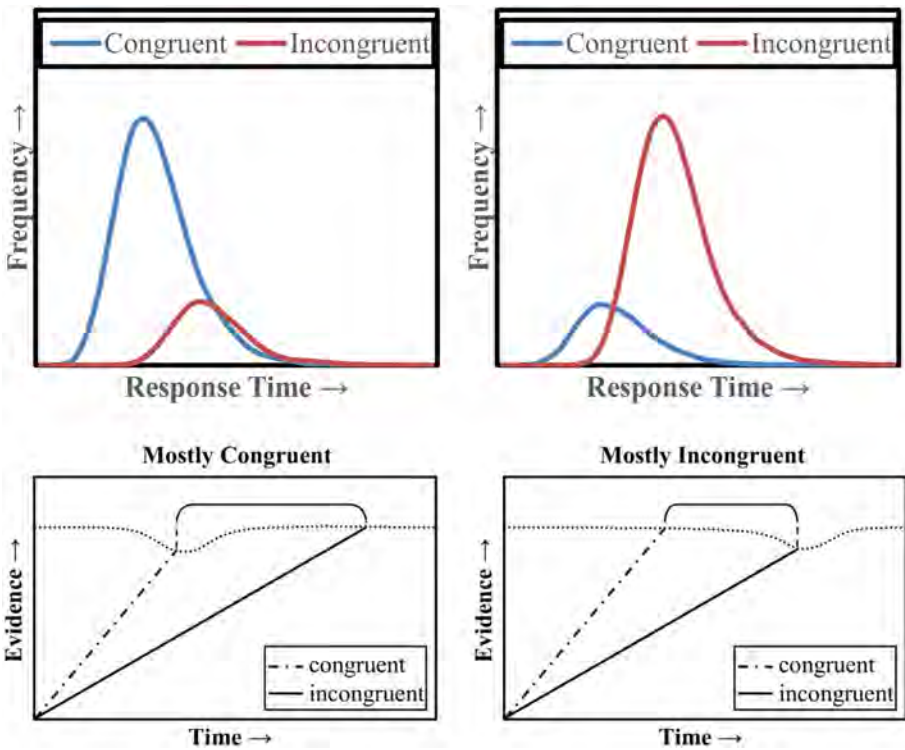 Congruent Incongruent
Frequency →
Response Time →
Congruent Incongruent
Frequency →
Response Time →
Mostly Congruent
Evidence →
congruent
incongruent
Time →
Mostly Incongruent
Evidence →
congruent
incongruent
Time →